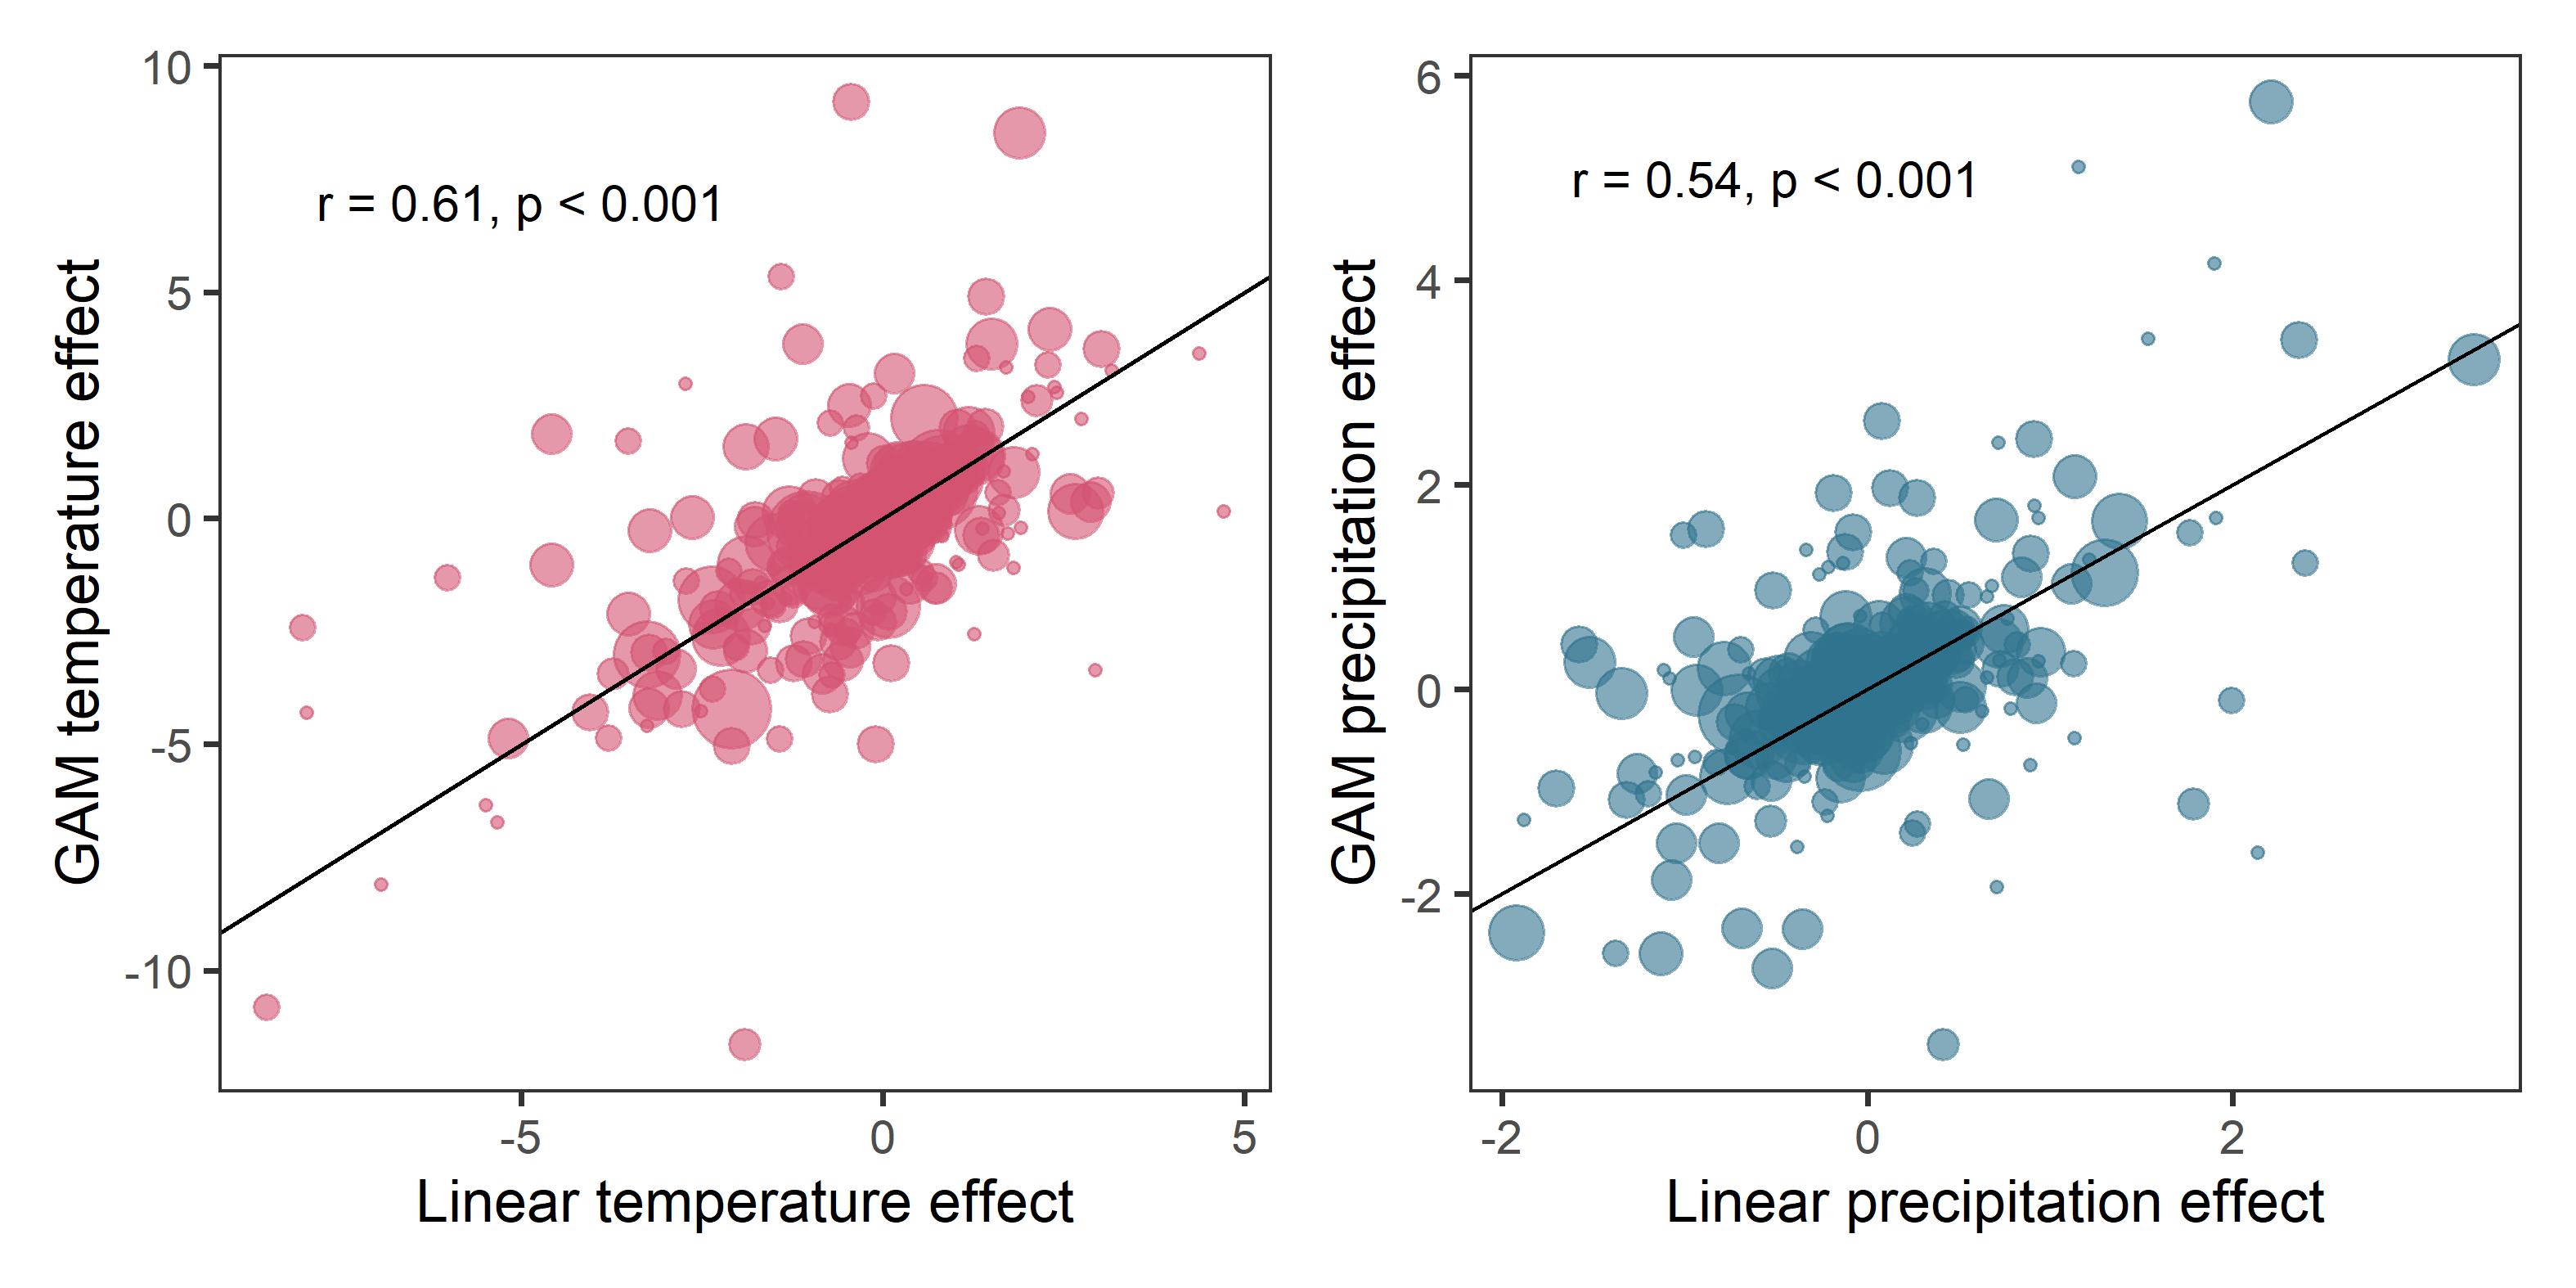 10
5
0
-5
-10
GAM temperature effect
r = 0.61, p < 0.001
-5
0
5
Linear temperature effect
6
4
2
0
-2
GAM precipitation effect
r = 0.54, p < 0.001
-2
0
2
Linear precipitation effect